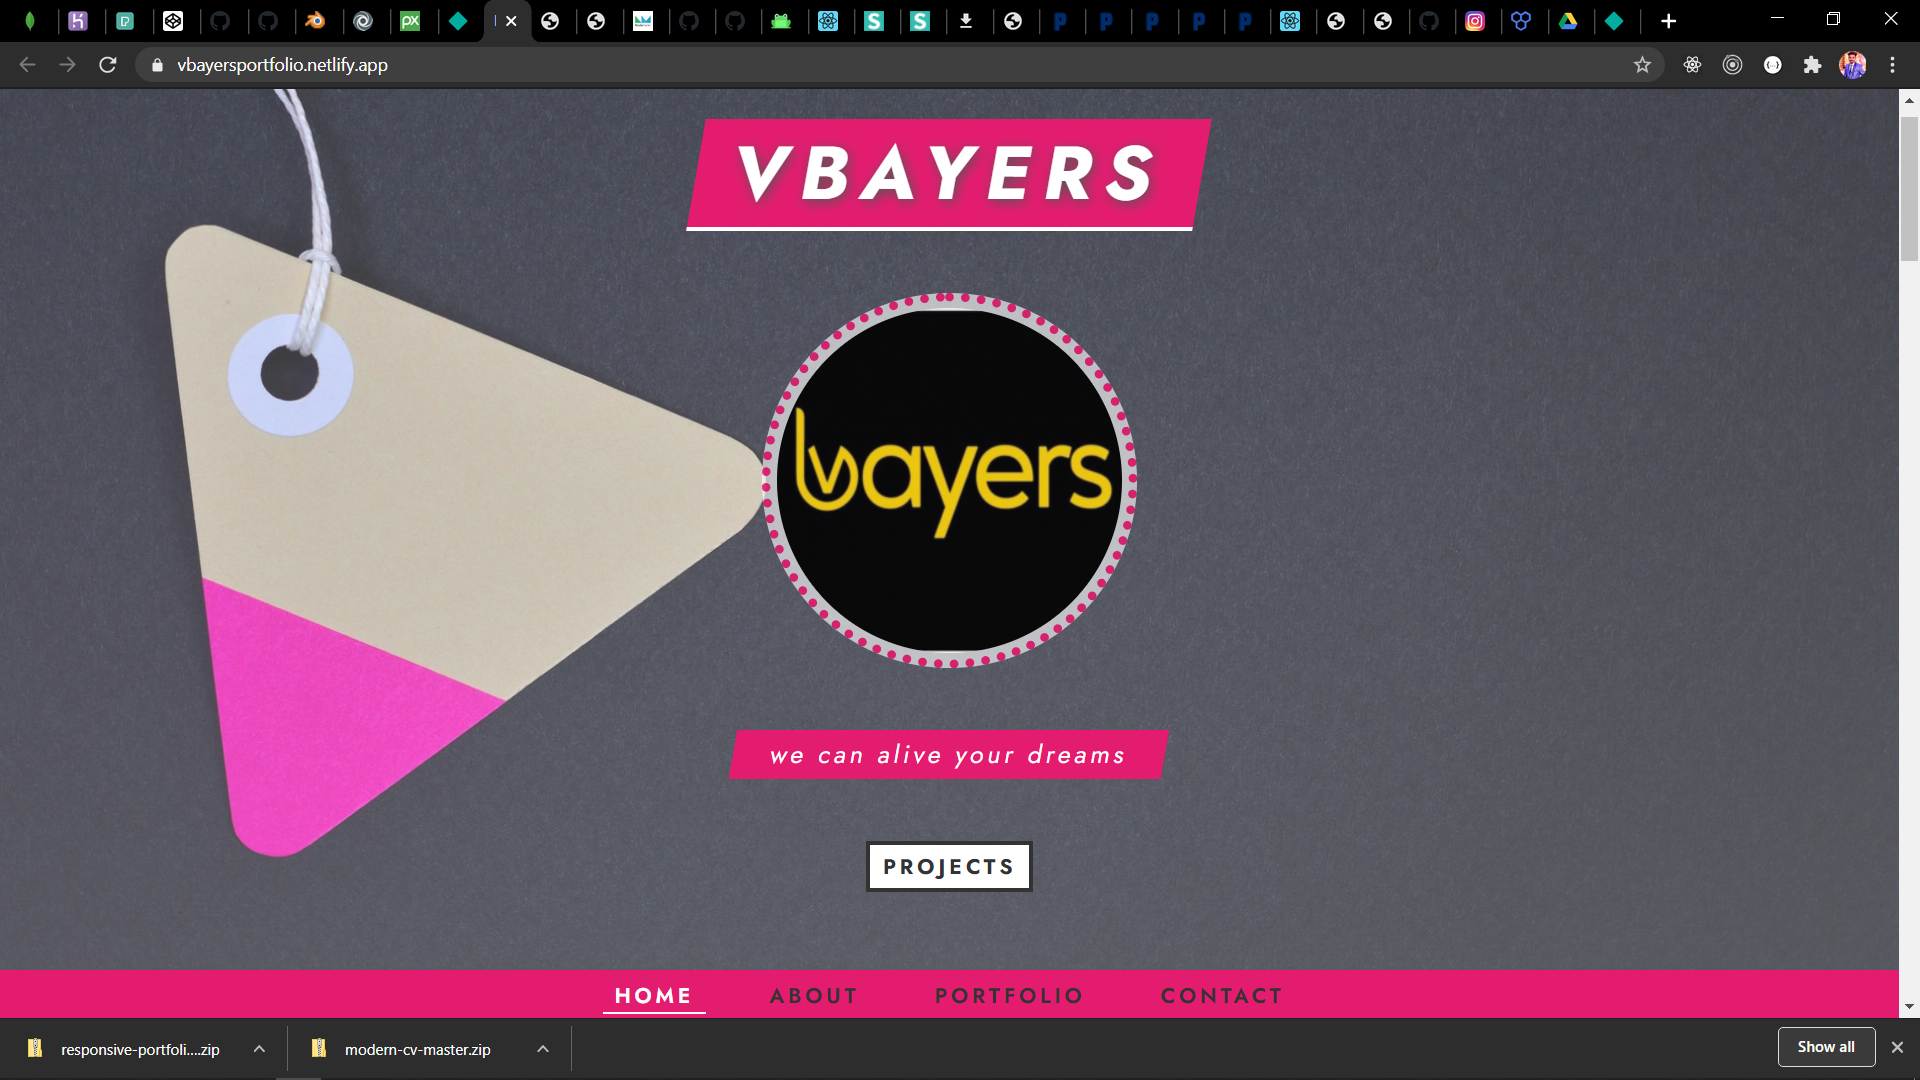 vbayersportfolio.netlify.app
VBAYERS
vbayers
we can alive your dreams
PROJECTS
HOME ABOUT PORTFOLIO CONTACT
responsive-portfoli....zip modern-cv-master.zip Show all